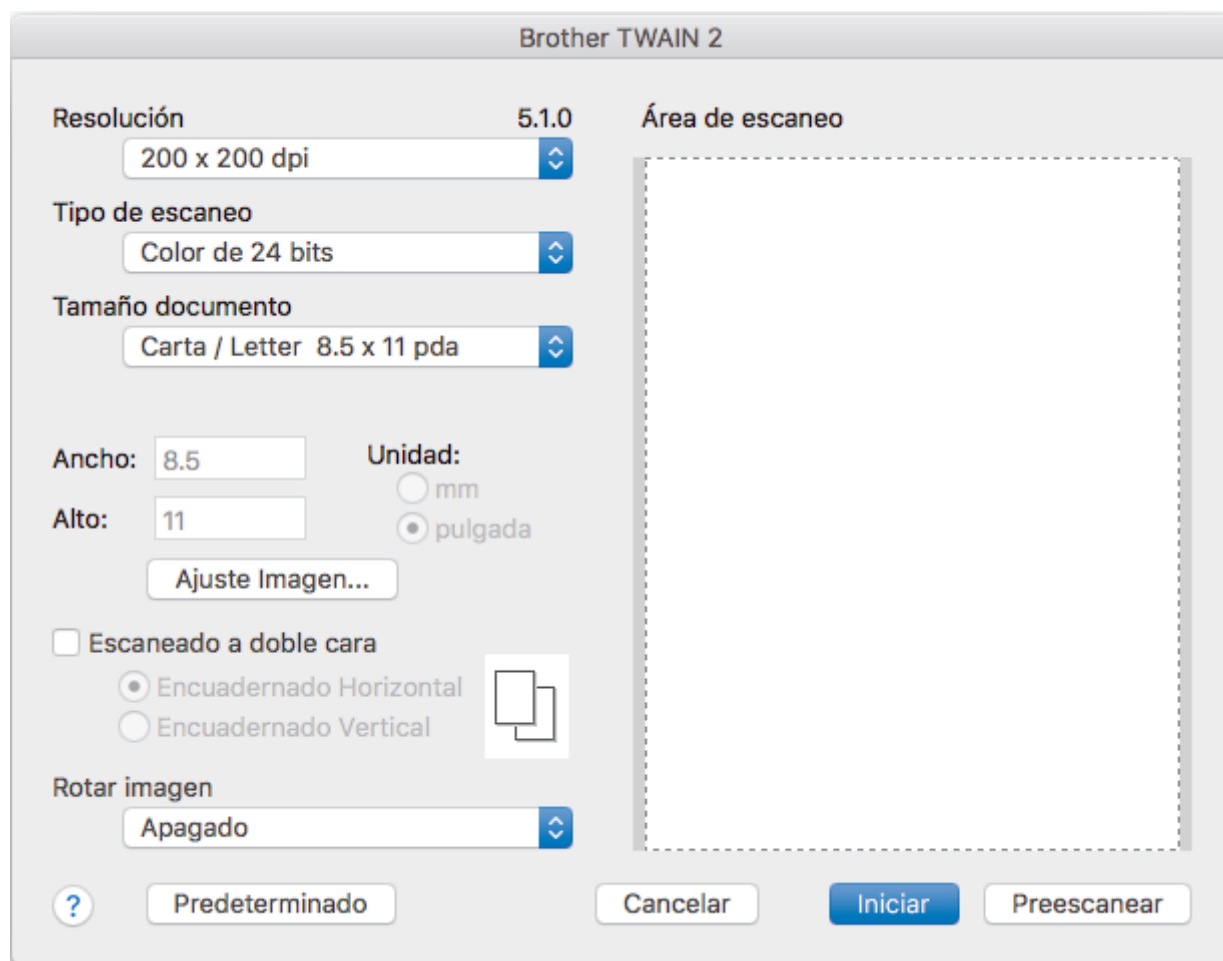 Brother TWAIN 2
Resolución 5.1.0
200 x 200 dpi
Tipo de escaneo
Color de 24 bits
Tamaño documento
Carta / Letter 8.5 x 11 pda
Ancho: 8.5
Alto: 11
Unidad:
mm
pulgada
Ajuste Imagen...
Escaneado a doble cara
Encuadernado Horizontal
Encuadernado Vertical
Rotar imagen
Apagado
Área de escaneo
? Predeterminado Cancelar Iniciar Preescanear